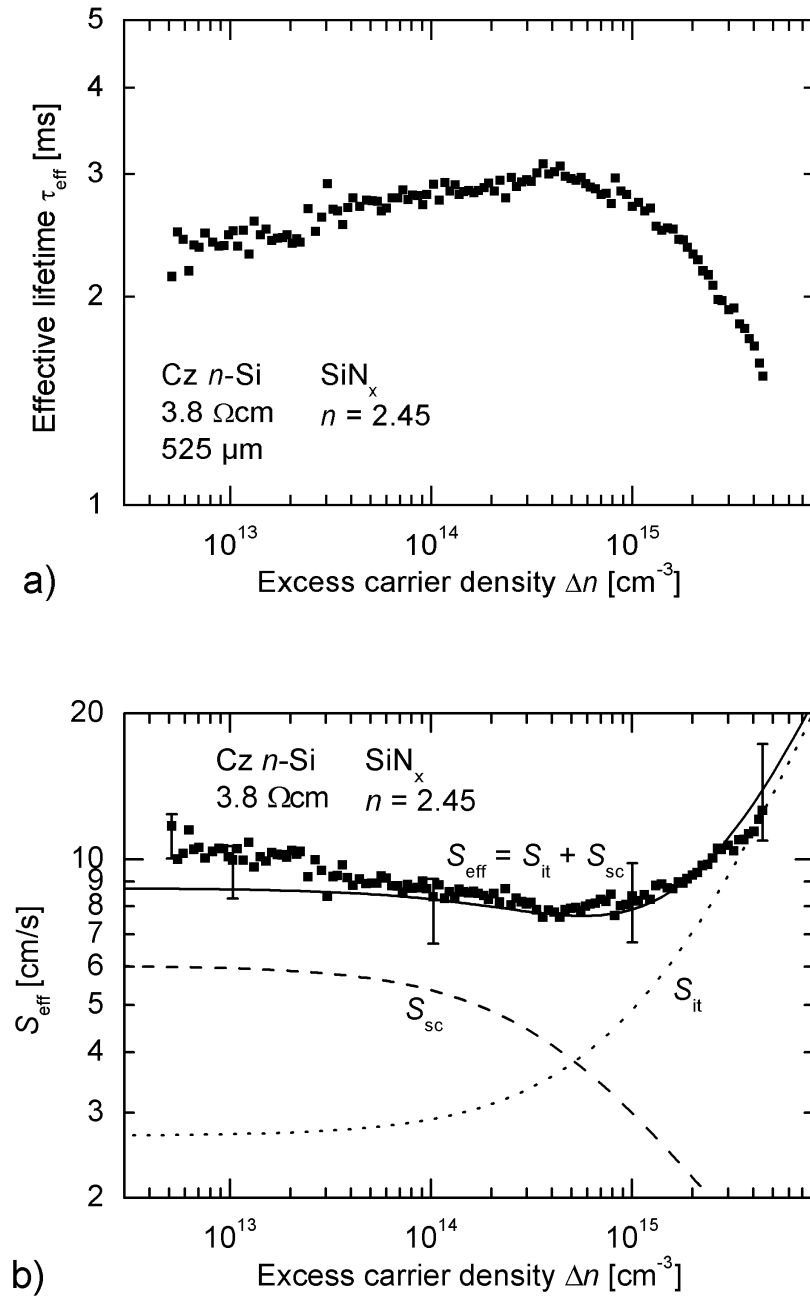 5
4
3
2
1
Effective lifetime τeff [ms]
Cz n-Si SiNx
3.8 Ωcm n = 2.45
525 µm
10^13 10^14 10^15
a) Excess carrier density Δn [cm^-3]
20
10
9
8
7
6
5
4
3
2
Seff [cm/s]
Cz n-Si SiNx
3.8 Ωcm n = 2.45
Seff = Sit + Ssc
Ssc
Sit
10^13 10^14 10^15
b) Excess carrier density Δn [cm^-3]